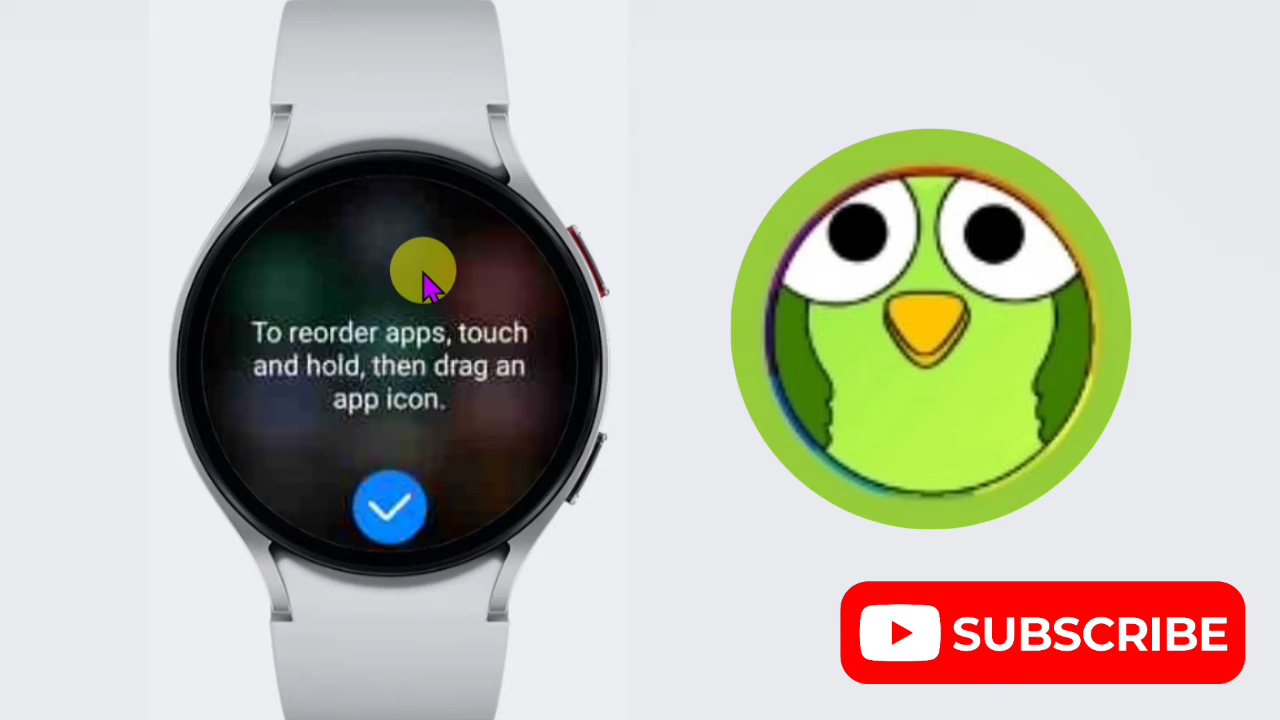 To reorder apps, touch
and hold, then drag an
app icon.
SUBSCRIBE